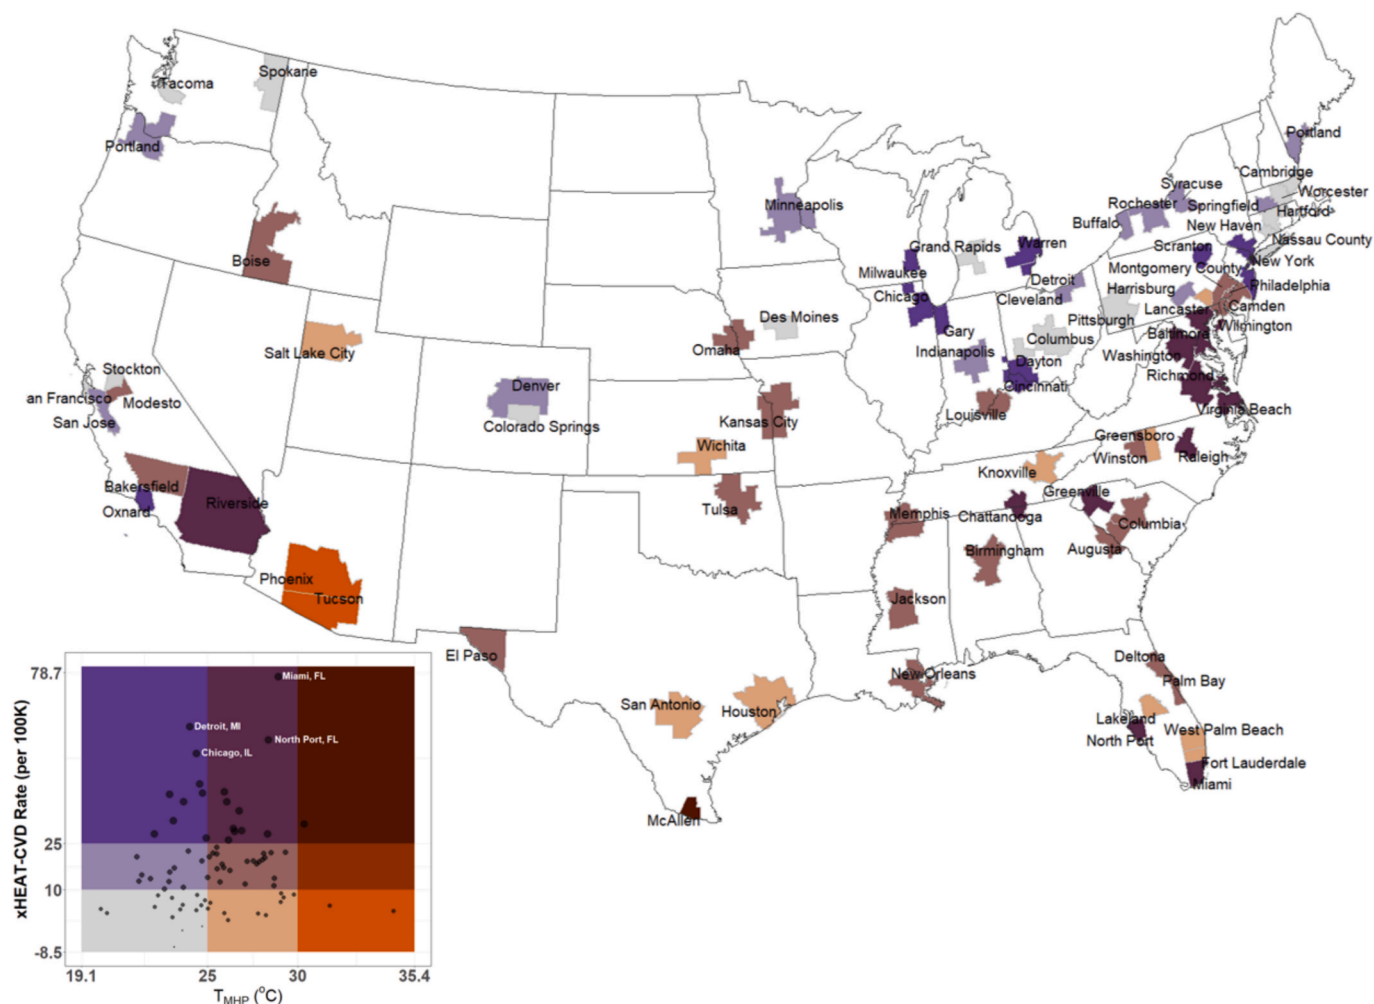 Tacoma
Spokane
Portland
Boise
Minneapolis
Portland
Cambridge
Syracuse
Worcester
Rochester
Springfield
Hartford
Buffalo
New Haven
Nassau County
Grand Rapids
Warren
Scranton
New York
Milwaukee
Detroit
Montgomery County
Philadelphia
Chicago
Cleveland
Harrisburg
Camden
Des Moines
Gary
Pittsburgh
Lancaster
Wilmington
Omaha
Indianapolis
Columbus
Baltimore
Salt Lake City
Dayton
Washington
Stockton
Cincinnati
Richmond
an Francisco
Modesto
Denver
Kansas City
Louisville
Virginia Beach
San Jose
Colorado Springs
Wichita
Greensboro
Winston
Raleigh
Bakersfield
Knoxville
Oxnard
Riverside
Tulsa
Memphis
Chattanooga
Greenville
Columbia
Birmingham
Augusta
Phoenix
Tucson
Jackson
El Paso
New Orleans
Deltona
Palm Bay
San Antonio
Houston
Lakeland
West Palm Beach
North Port
Fort Lauderdale
Miami
McAllen
xHEAT-CVD Rate (per 100K)
78.7
25
10
-8.5
Miami, FL
Detroit, MI
North Port, FL
Chicago, IL
19.1
25
30
35.4
TMHP (°C)